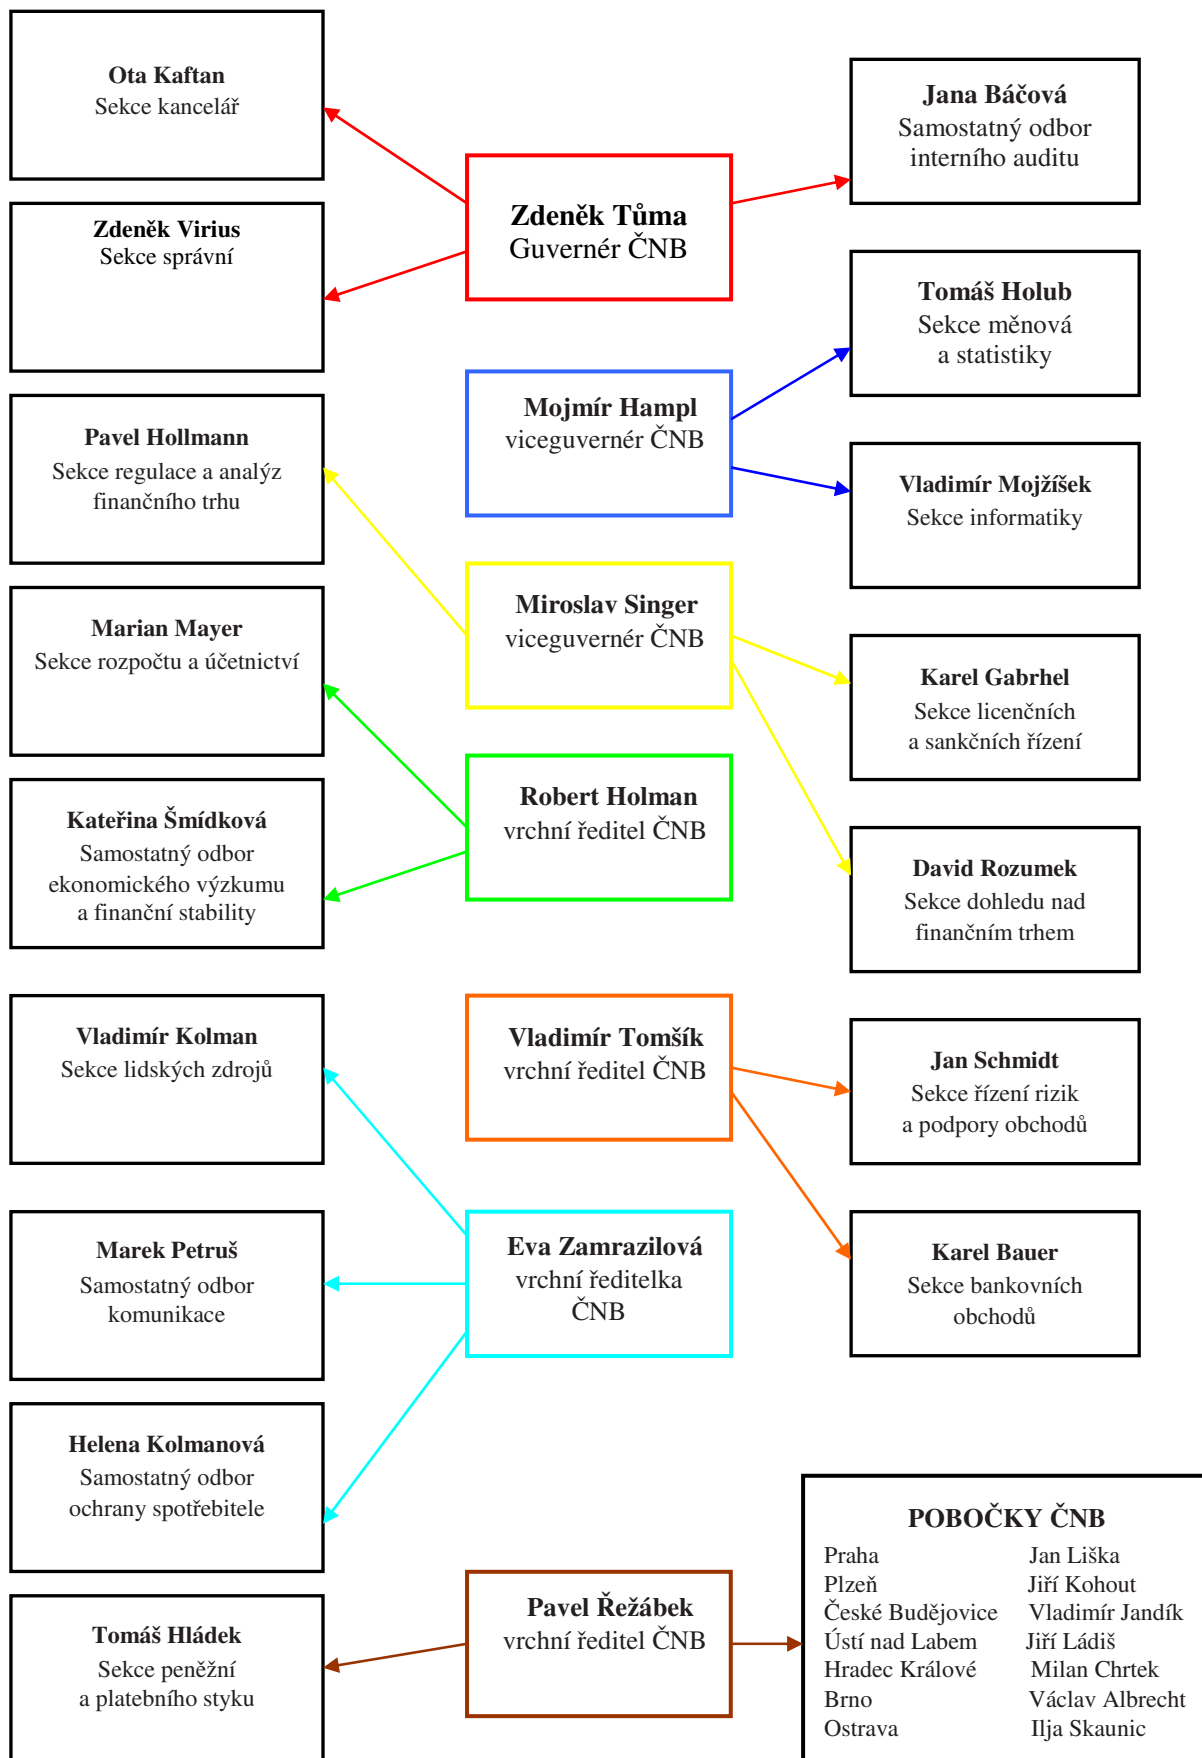 Ota Kaftan
Sekce kancelář
Zdeněk Virius
Sekce správní
Pavel Hollmann
Sekce regulace a analýz
finančního trhu
Marian Mayer
Sekce rozpočtu a účetnictví
Kateřina Šmídková
Samostatný odbor
ekonomického výzkumu
a finanční stability
Vladimír Kolman
Sekce lidských zdrojů
Marek Petruš
Samostatný odbor
komunikace
Helena Kolmanová
Samostatný odbor
ochrany spotřebitele
Tomáš Hládek
Sekce peněžní
a platebního styku
Zdeněk Tůma
Guvernér ČNB
Mojmír Hampl
viceguvernér ČNB
Miroslav Singer
viceguvernér ČNB
Robert Holman
vrchní ředitel ČNB
Vladimír Tomšík
vrchní ředitel ČNB
Eva Zamrazilová
vrchní ředitelka
ČNB
Pavel Řežábek
vrchní ředitel ČNB
Jana Báčová
Samostatný odbor
interního auditu
Tomáš Holub
Sekce měnová
a statistiky
Vladimír Mojžíšek
Sekce informatiky
Karel Gabrhel
Sekce licenčních
a sankčních řízení
David Rozumek
Sekce dohledu nad
finančním trhem
Jan Schmidt
Sekce řízení rizik
a podpory obchodů
Karel Bauer
Sekce bankovních
obchodů
POBOČKY ČNB
Praha Jan Liška
Plzeň Jiří Kohout
České Budějovice Vladimír Jandík
Ústí nad Labem Jiří Ládiš
Hradec Králové Milan Chrtek
Brno Václav Albrecht
Ostrava Ilja Skaunic